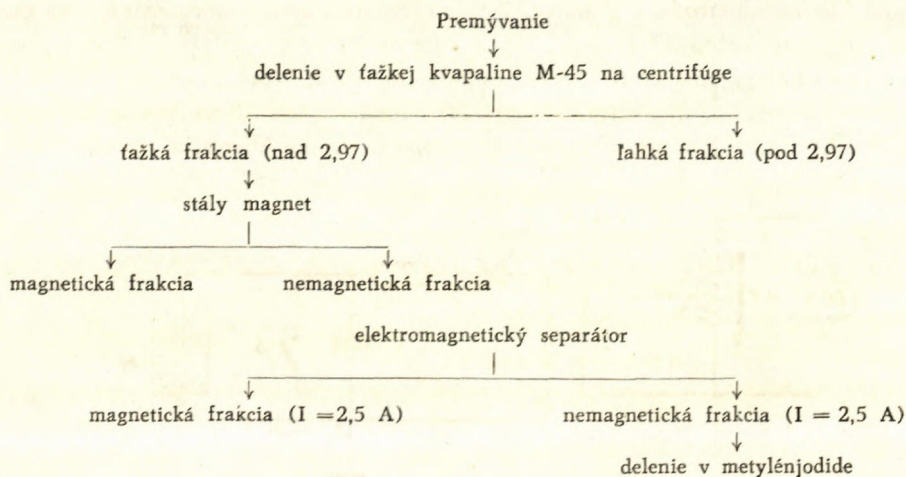 Premývanie
delenie v ťažkej kvapaline M-45 na centrifúge
ťažká frakcia (nad 2,97) ľahká frakcia (pod 2,97)
stály magnet
magnetická frakcia nemagnetická frakcia
elektromagnetický separátor
magnetická frakcia (I =2,5 A) nemagnetická frakcia (I = 2,5 A)
delenie v metylénjodide